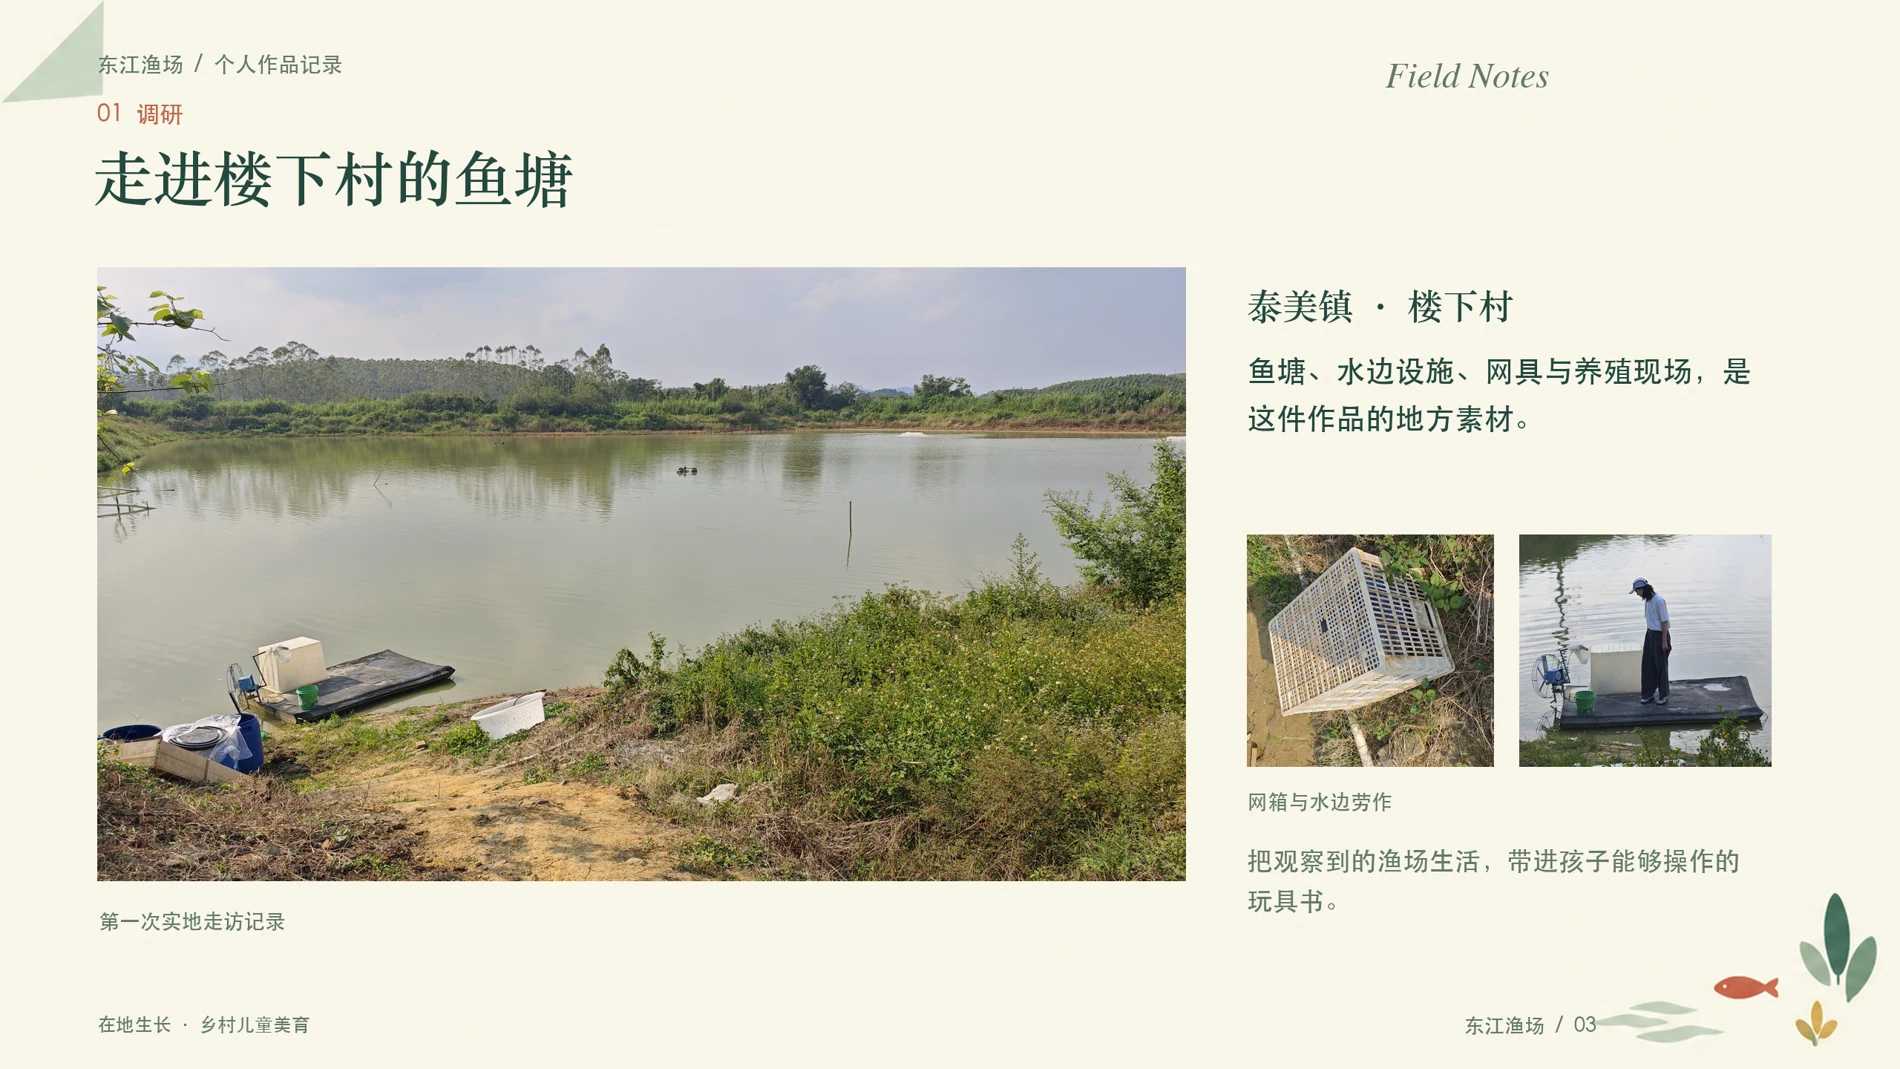 东江渔场 / 个人作品记录
Field Notes
01 调研
走进楼下村的鱼塘
泰美镇 · 楼下村
鱼塘、水边设施、网具与养殖现场，是
这件作品的地方素材。
网箱与水边劳作
把观察到的渔场生活，带进孩子能够操作的
玩具书。
第一次实地走访记录
在地生长 · 乡村儿童美育
东江渔场 / 03